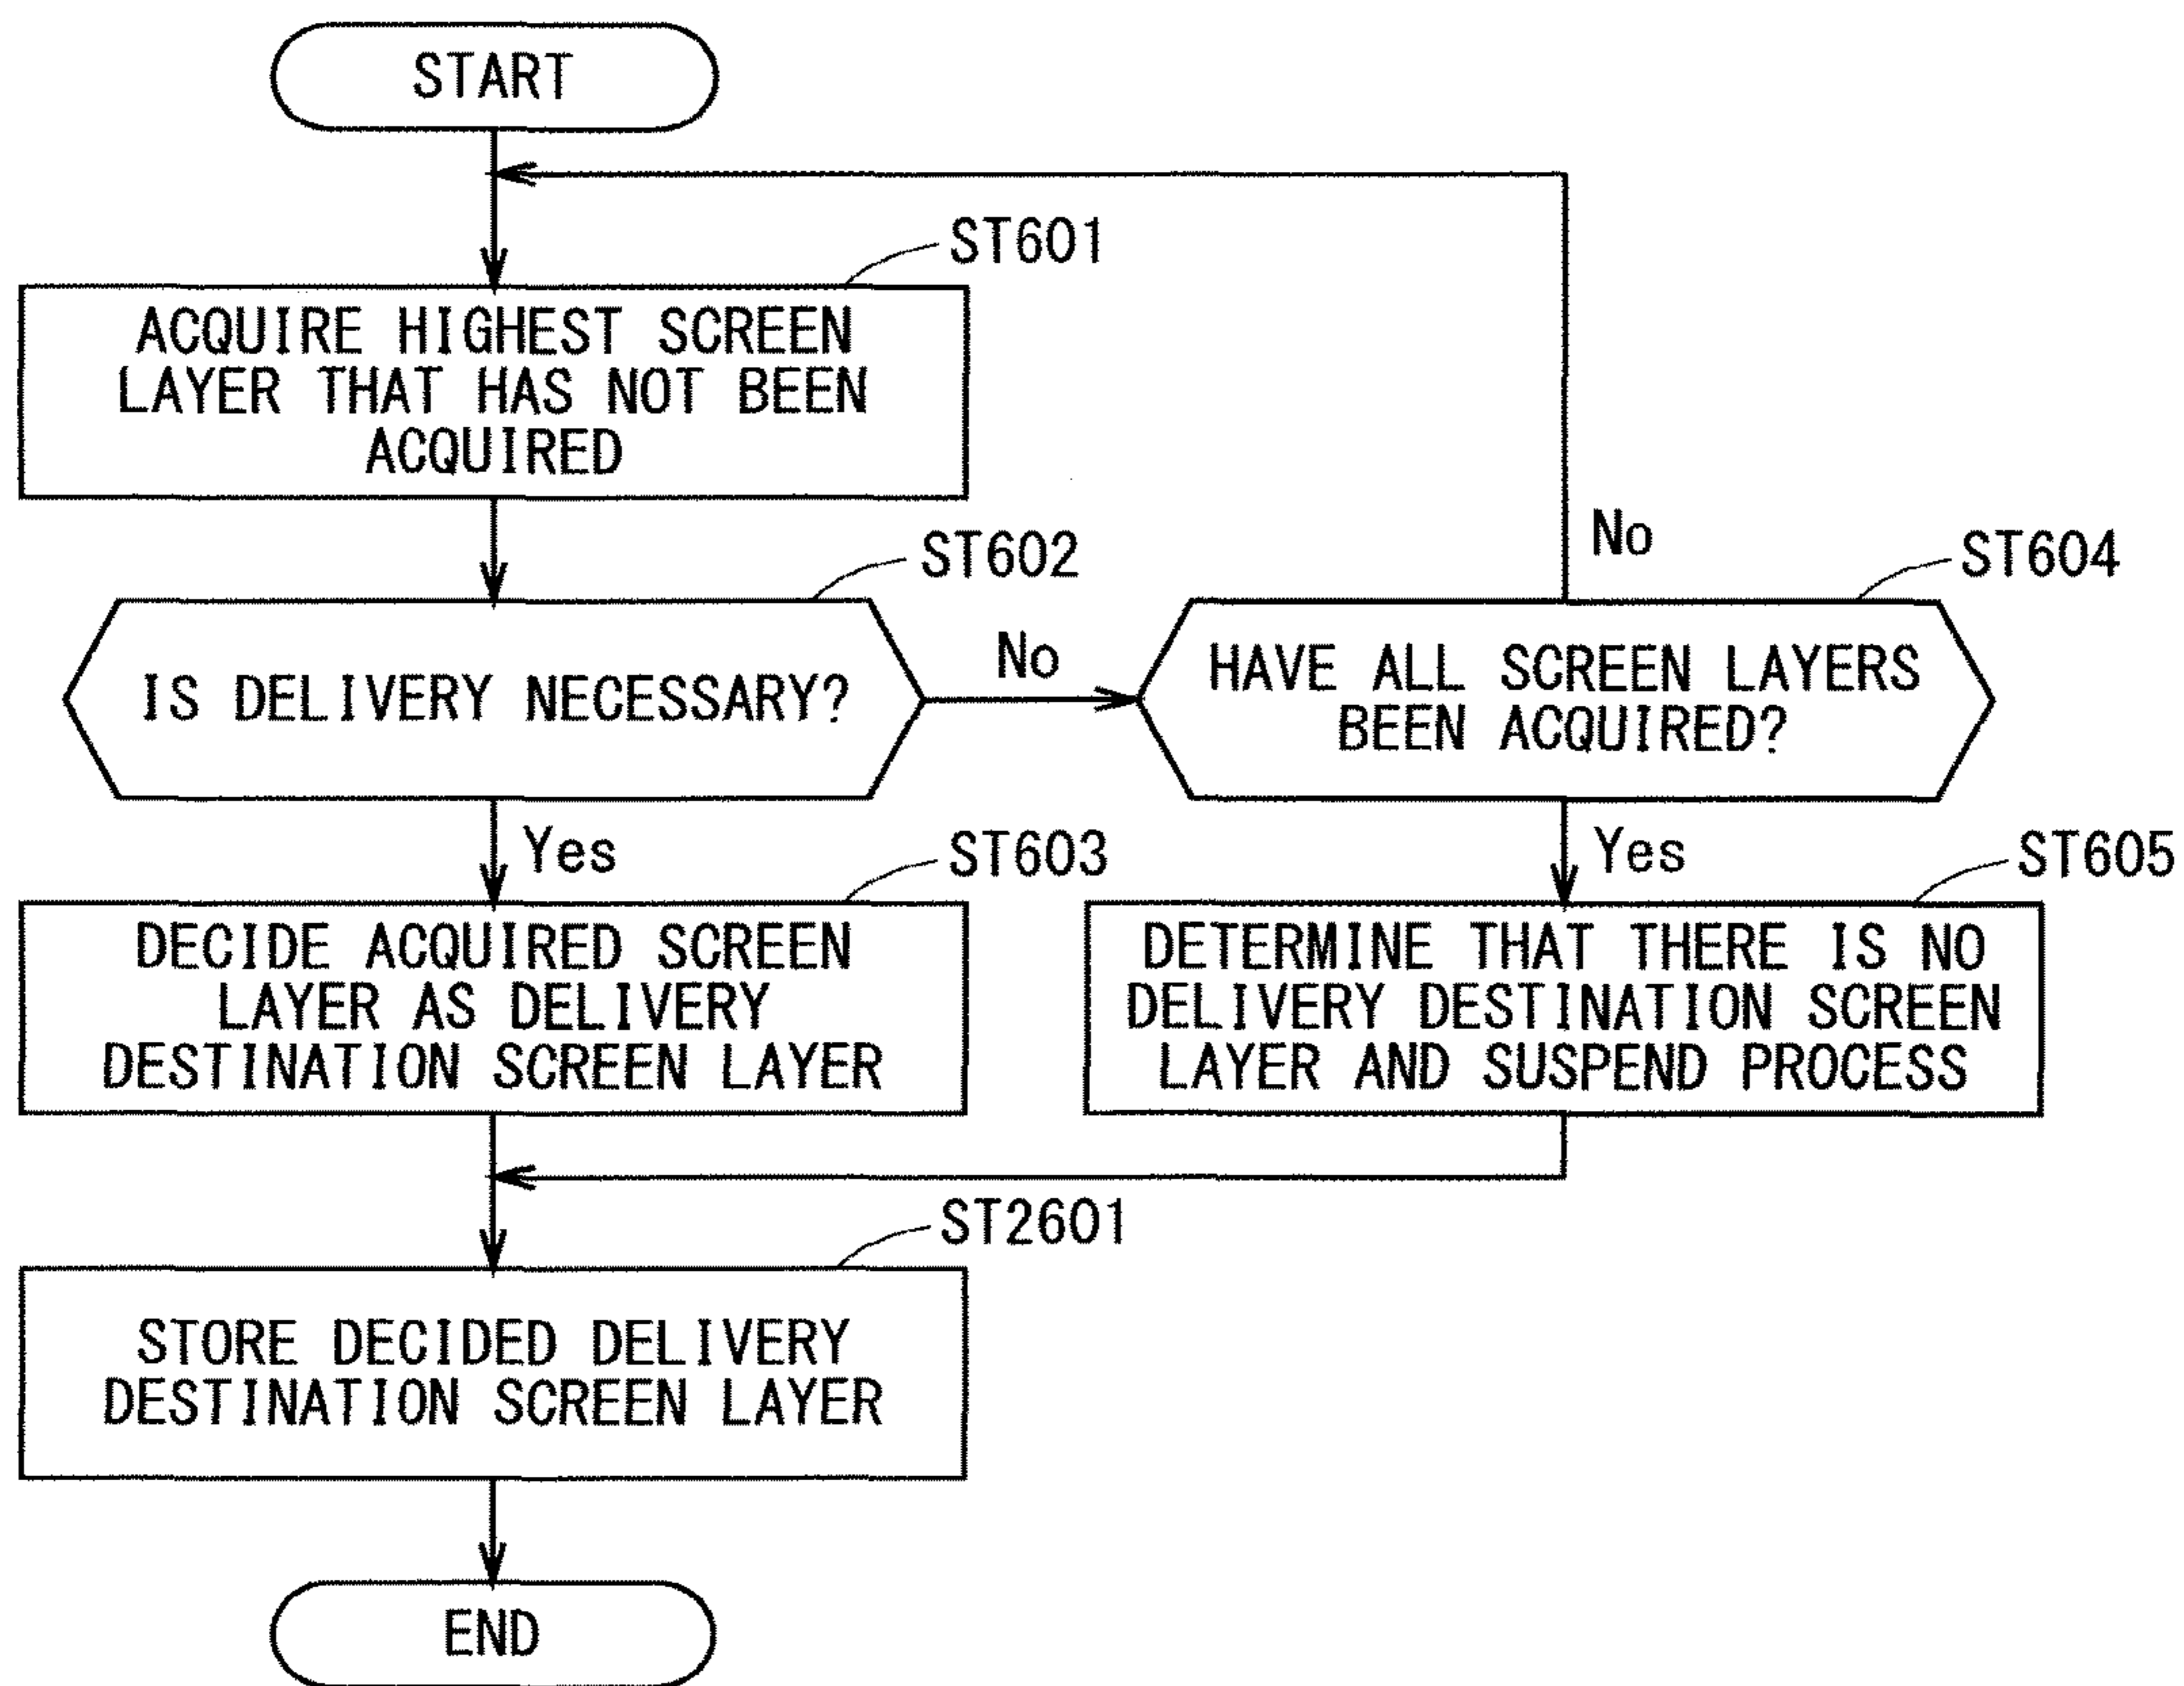 START
ST601
ACQUIRE HIGHEST SCREEN
LAYER THAT HAS NOT BEEN
ACQUIRED
ST602
IS DELIVERY NECESSARY?
No
ST604
No
HAVE ALL SCREEN LAYERS
BEEN ACQUIRED?
Yes
ST603
DECIDE ACQUIRED SCREEN
LAYER AS DELIVERY
DESTINATION SCREEN LAYER
Yes
ST605
DETERMINE THAT THERE IS NO
DELIVERY DESTINATION SCREEN
LAYER AND SUSPEND PROCESS
ST2601
STORE DECIDED DELIVERY
DESTINATION SCREEN LAYER
END